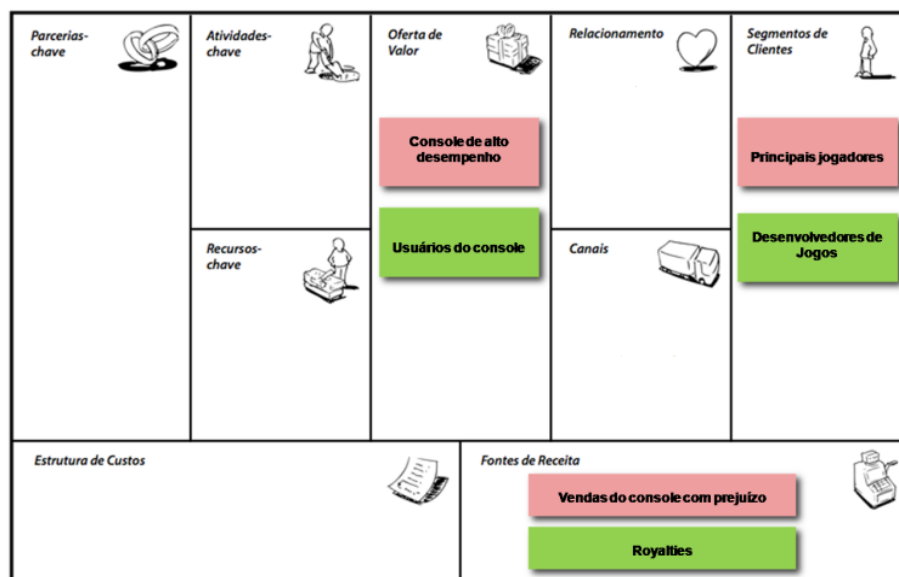 Parcerias-
chave
Atividades-
chave
Oferta de
Valor
Relacionamento
Segmentos de
Clientes
Console de alto
desempenho
Principais jogadores
Usuários do console
Desenvolvedores de
Jogos
Recursos-
chave
Canais
Estrutura de Custos
Fontes de Receita
Vendas do console com prejuízo
Royalties